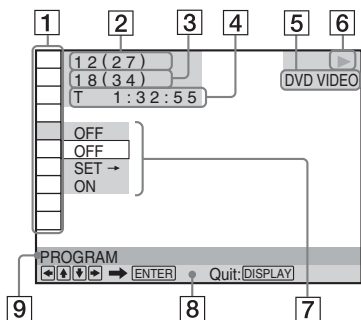 1 2 3 4 5 6
12(27)
18(34)
T 1:32:55
DVD VIDEO
OFF
OFF
SET →
ON
PROGRAM
ENTER Quit: DISPLAY
9 8 7